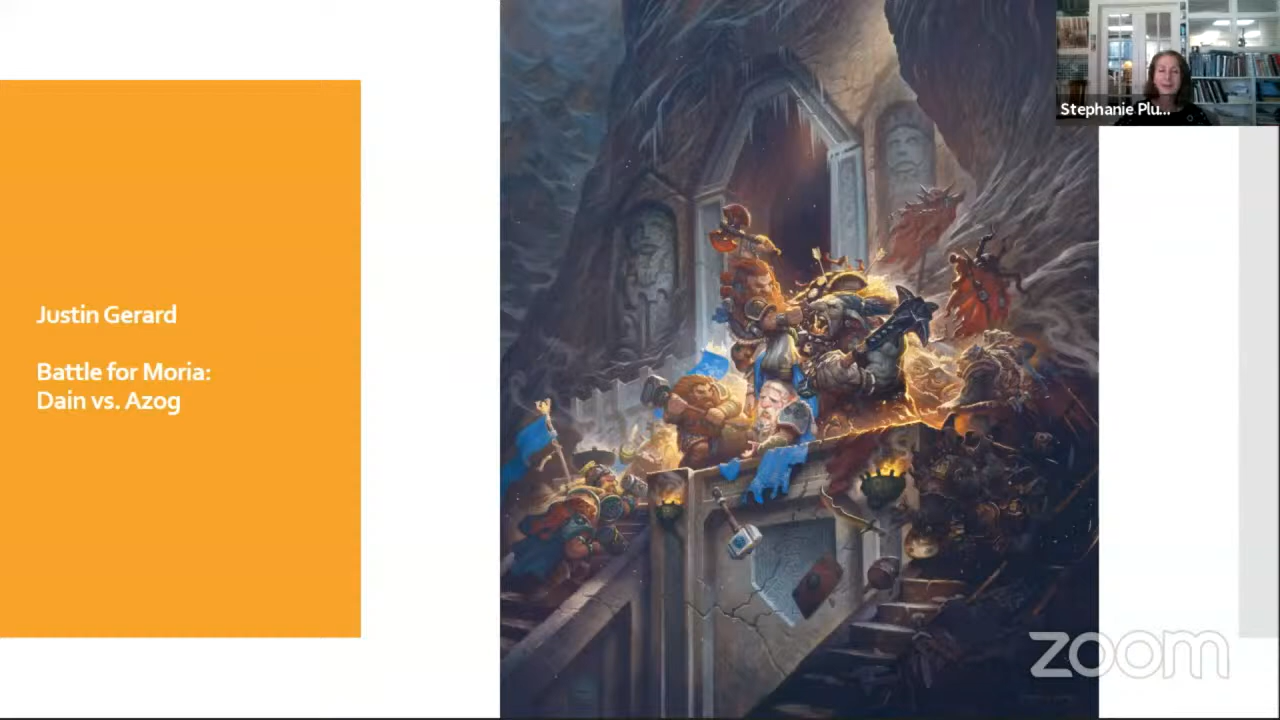 Justin Gerard
Battle for Moria:
Dain vs. Azog
Stephanie Plu...
zoom